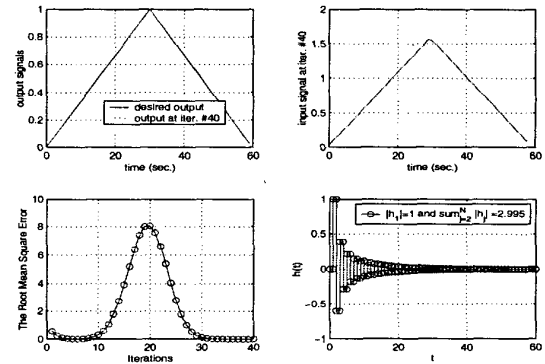 1
0.8
0.6
0.4
0.2
0
output signals
desired output
output at iter. #40
0 20 40 60
time (sec.)
2
1.5
1
0.5
0
input signal at iter. #40
0 20 40 60
time (sec.)
10
8
6
4
2
0
The Root Mean Square Error
0 10 20 30 40
Iterations
1
0.5
0
-0.5
-1
h(t)
|h_1|=1 and sum_{j=2}^N |h_j| =2.995
0 20 40 60
t